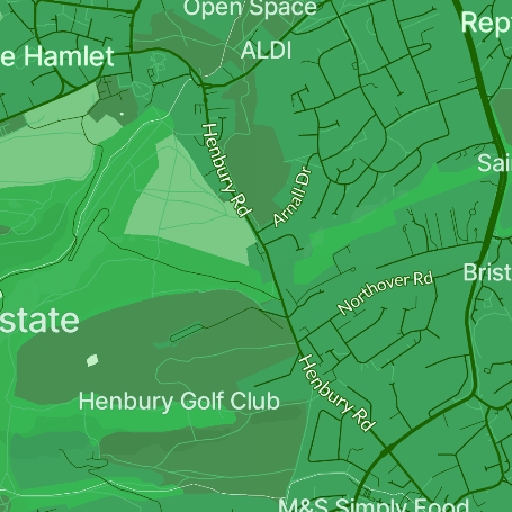 Open Space
Rep
e Hamlet
ALDI
Henbury Rd
Sai
Arnall Dr
Brist
Northover Rd
state
Henbury Rd
Henbury Golf Club
M&S Simply Food